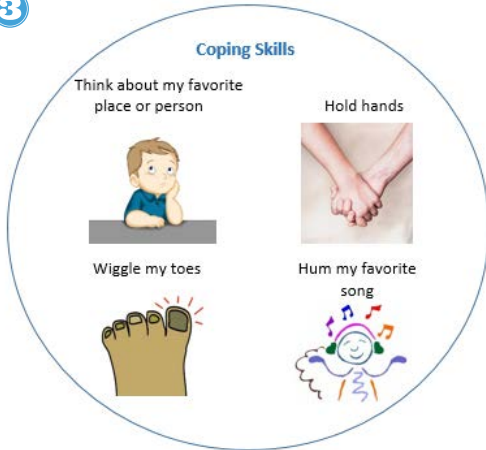 3
Coping Skills
Think about my favorite
place or person
Hold hands
Wiggle my toes
Hum my favorite
song